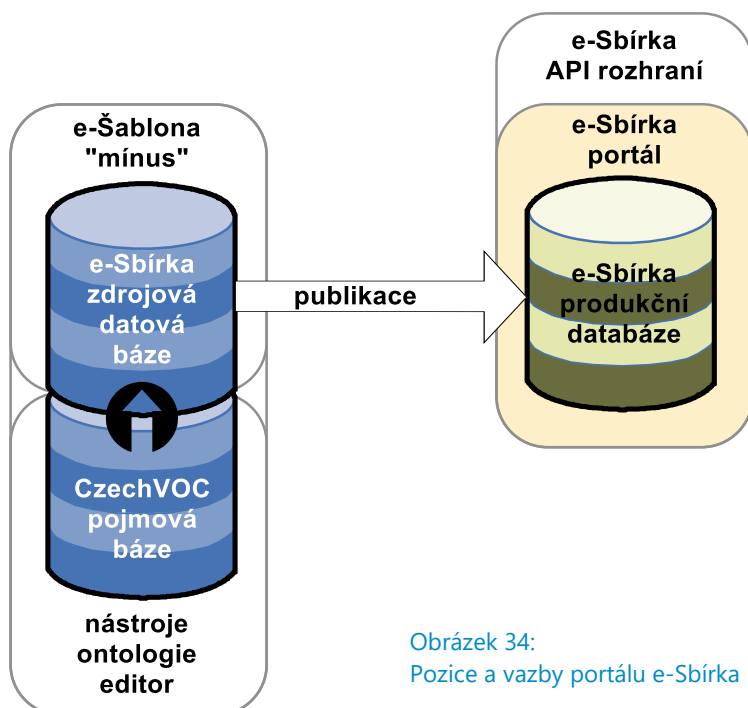 e-Šablona
"mínus"
e-Sbírka
zdrojová
datová
báze
CzechVOC
pojmová
báze
nástroje
ontologie
editor
publikace
e-Sbírka
API rozhraní
e-Sbírka
portál
e-Sbírka
produkční
databáze
Obrázek 34:
Pozice a vazby portálu e-Sbírka